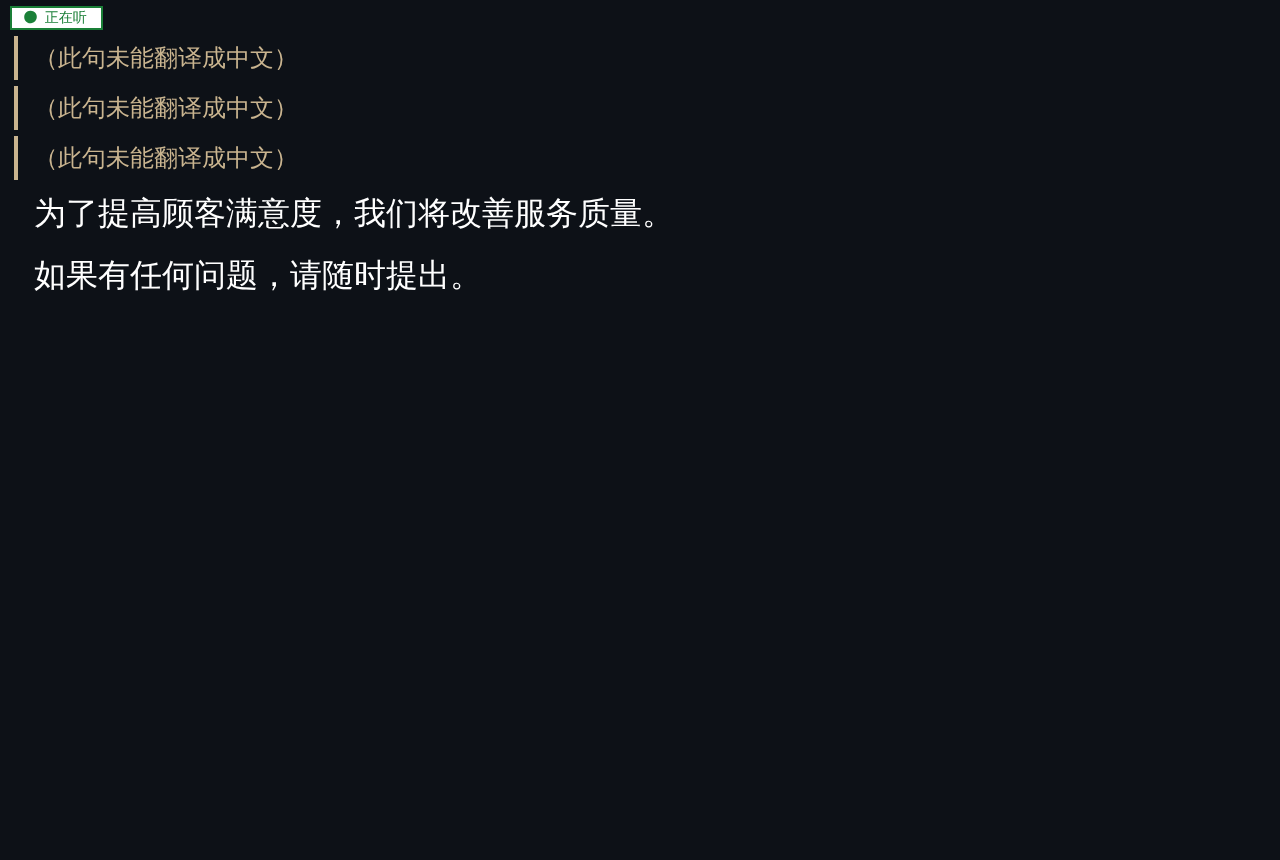 正在听
（此句未能翻译成中文）
（此句未能翻译成中文）
（此句未能翻译成中文）
为了提高顾客满意度，我们将改善服务质量。
如果有任何问题，请随时提出。